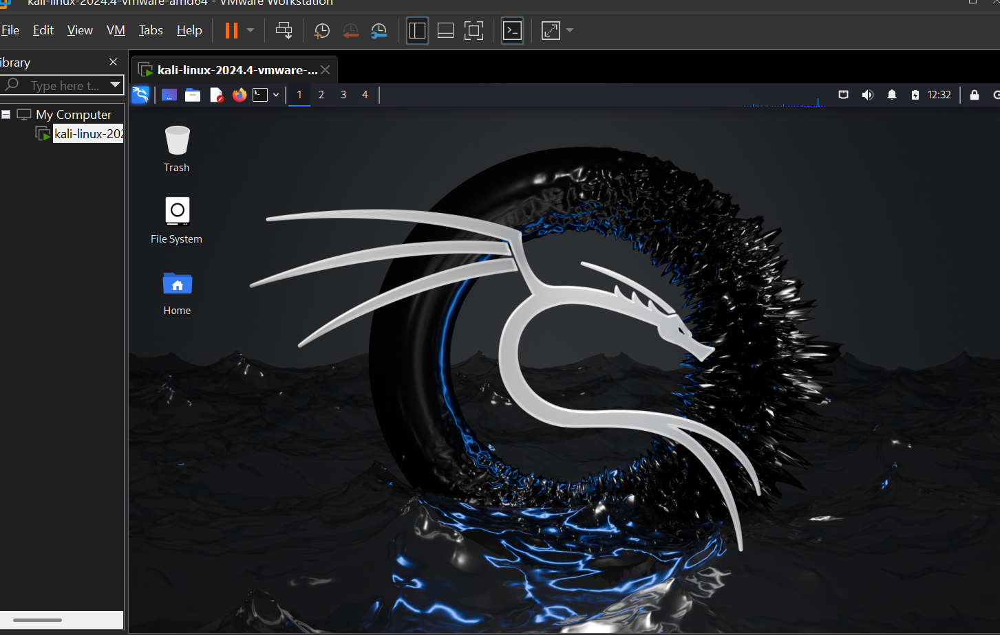 kali-linux-2024.4-vmware-amd64 - VMware Workstation
File Edit View VM Tabs Help
ibrary
kali-linux-2024.4-vmware-...
Type here t...
1 2 3 4
12:32
My Computer
kali-linux-202
Trash
File System
Home